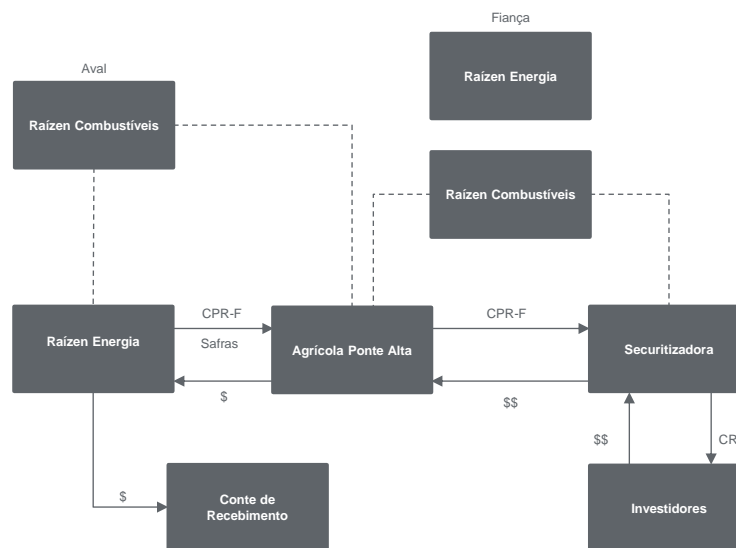 Fiança
Raízen Energia
Aval
Raízen Combustíveis
Raízen Combustíveis
Raízen Energia
CPR-F
Safras
$
Agrícola Ponte Alta
CPR-F
$$
Securitizadora
$$
CR
$
Conte de
Recebimento
Investidores